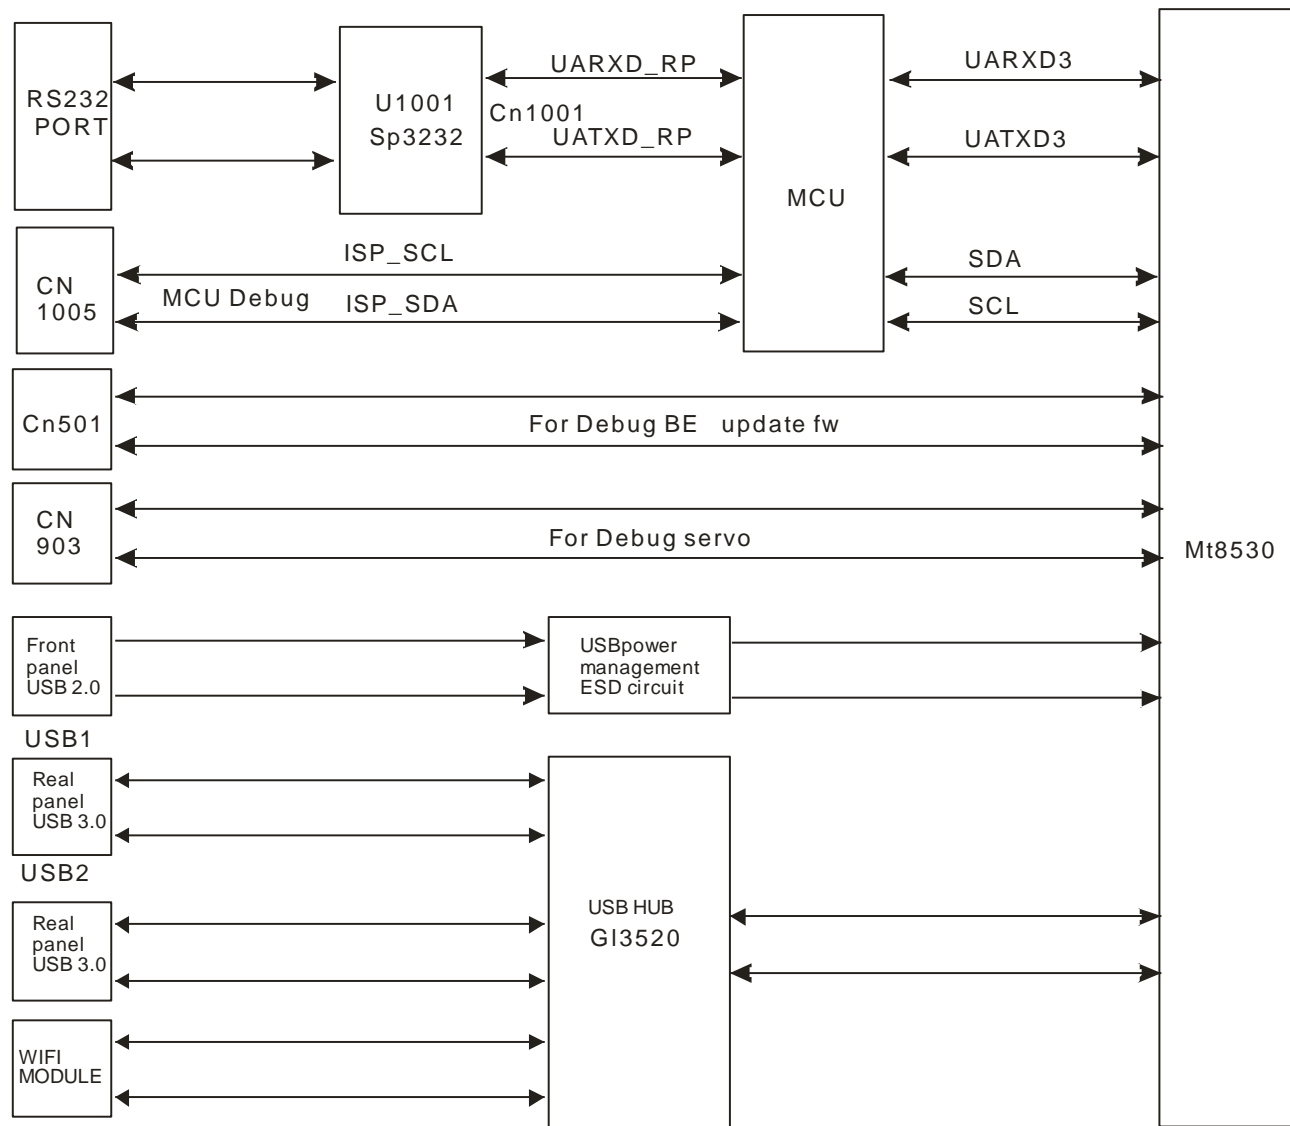 RS232
PORT
U1001
Sp3232
UARXD_RP
Cn1001
UATXD_RP
MCU
UARXD3
UATXD3
SDA
SCL
CN
1005
ISP_SCL
MCU Debug
ISP_SDA
Cn501
For Debug BE update fw
CN
903
For Debug servo
Mt8530
Front
panel
USB 2.0
USBpower
management
ESD circuit
USB1
Real
panel
USB 3.0
USB2
Real
panel
USB 3.0
USB HUB
Gl3520
WIFI
MODULE